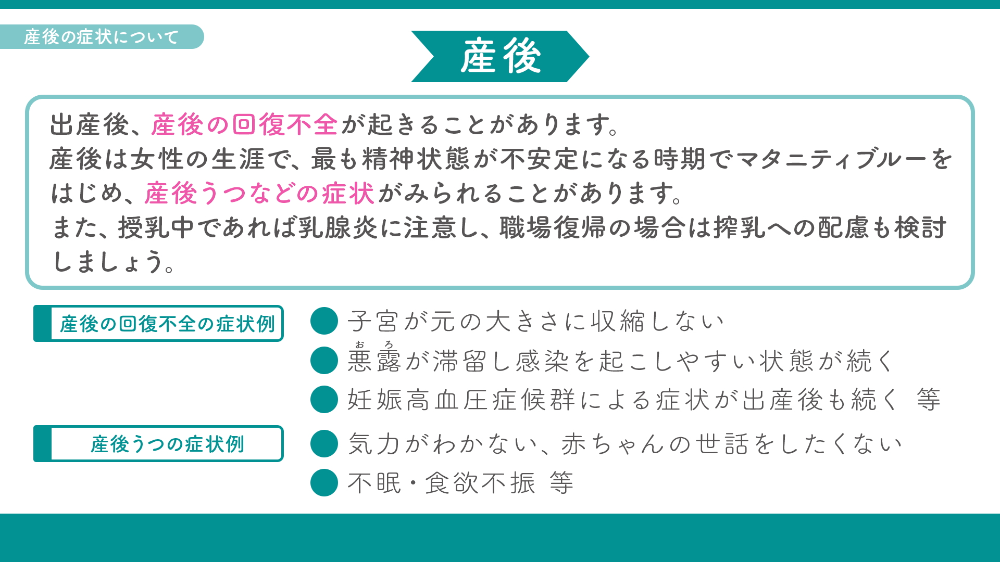 産後の症状について
産後
出産後、産後の回復不全が起きることがあります。
産後は女性の生涯で、最も精神状態が不安定になる時期でマタニティブルーを
はじめ、産後うつなどの症状がみられることがあります。
また、授乳中であれば乳腺炎に注意し、職場復帰の場合は搾乳への配慮も検討
しましょう。
産後の回復不全の症状例
●子宮が元の大きさに収縮しない
おろ
●悪露が滞留し感染を起こしやすい状態が続く
●妊娠高血圧症候群による症状が出産後も続く 等
産後うつの症状例
●気力がわかない、赤ちゃんの世話をしたくない
●不眠・食欲不振 等